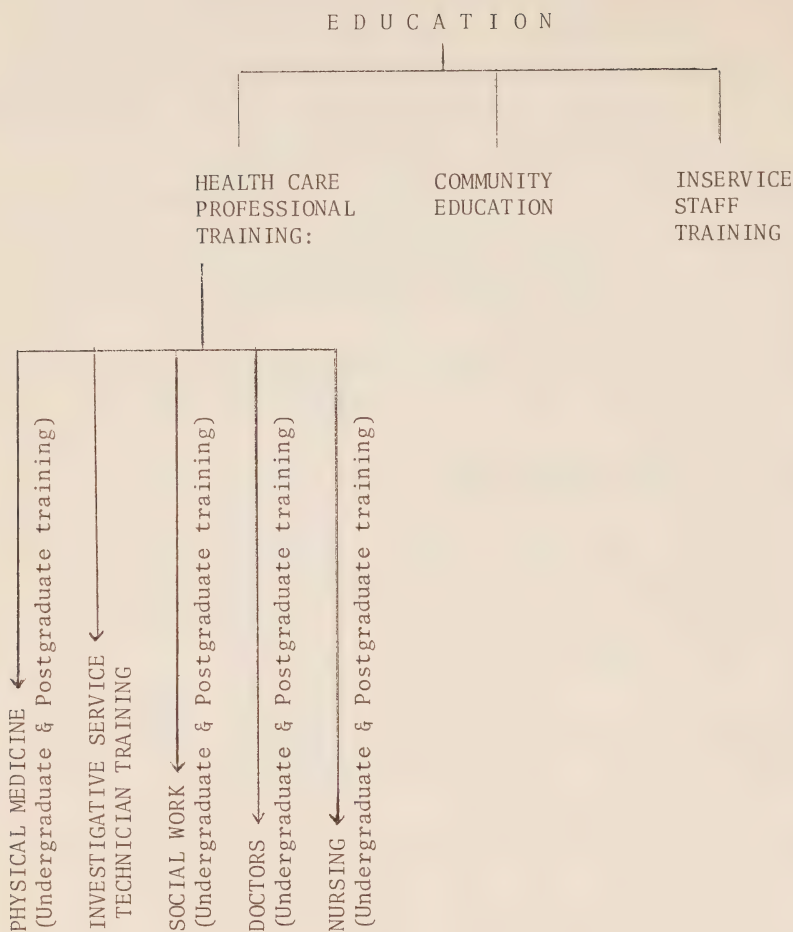 EDUCATION
HEALTH CARE
PROFESSIONAL
TRAINING:
COMMUNITY
EDUCATION
INSERVICE
STAFF
TRAINING
PHYSICAL MEDICINE
(Undergraduate & Postgraduate training)
INVESTIGATIVE SERVICE
TECHNICIAN TRAINING
SOCIAL WORK
(Undergraduate & Postgraduate training)
DOCTORS
(Undergraduate & Postgraduate training)
NURSING
(Undergraduate & Postgraduate training)